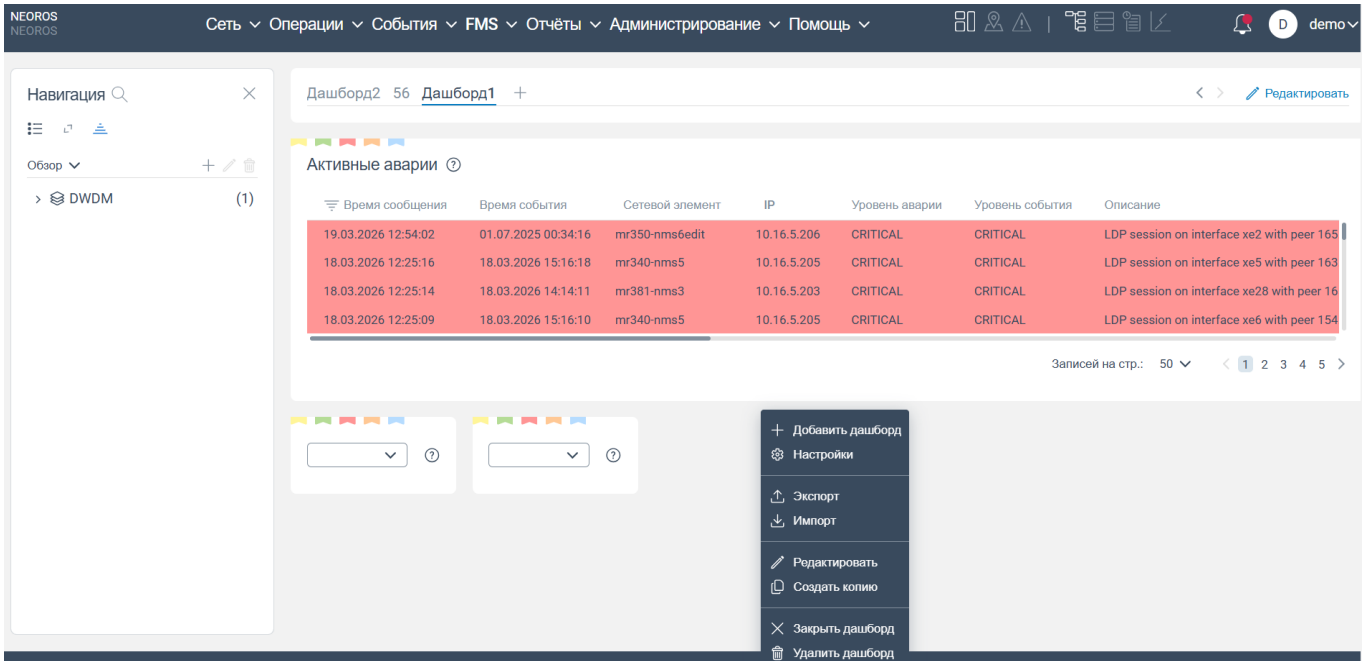 NEOROS
NEOROS
Сеть Операции События FMS Отчёты Администрирование Помощь
D demo
Навигация
Обзор
DWDM (1)
Дашборд2 56 Дашборд1 +
Редактировать
Активные аварии ?
Время сообщения Время события Сетевой элемент IP Уровень аварии Уровень события Описание
19.03.2026 12:54:02 01.07.2025 00:34:16 mr350-nms6edit 10.16.5.206 CRITICAL CRITICAL LDP session on interface xe2 with peer 165
18.03.2026 12:25:16 18.03.2026 15:16:18 mr340-nms5 10.16.5.205 CRITICAL CRITICAL LDP session on interface xe5 with peer 163
18.03.2026 12:25:14 18.03.2026 14:14:11 mr381-nms3 10.16.5.203 CRITICAL CRITICAL LDP session on interface xe28 with peer 16
18.03.2026 12:25:09 18.03.2026 15:16:10 mr340-nms5 10.16.5.205 CRITICAL CRITICAL LDP session on interface xe6 with peer 154
Записей на стр.: 50 1 2 3 4 5
? ?
Добавить дашборд
Настройки
Экспорт
Импорт
Редактировать
Создать копию
Закрыть дашборд
Удалить дашборд